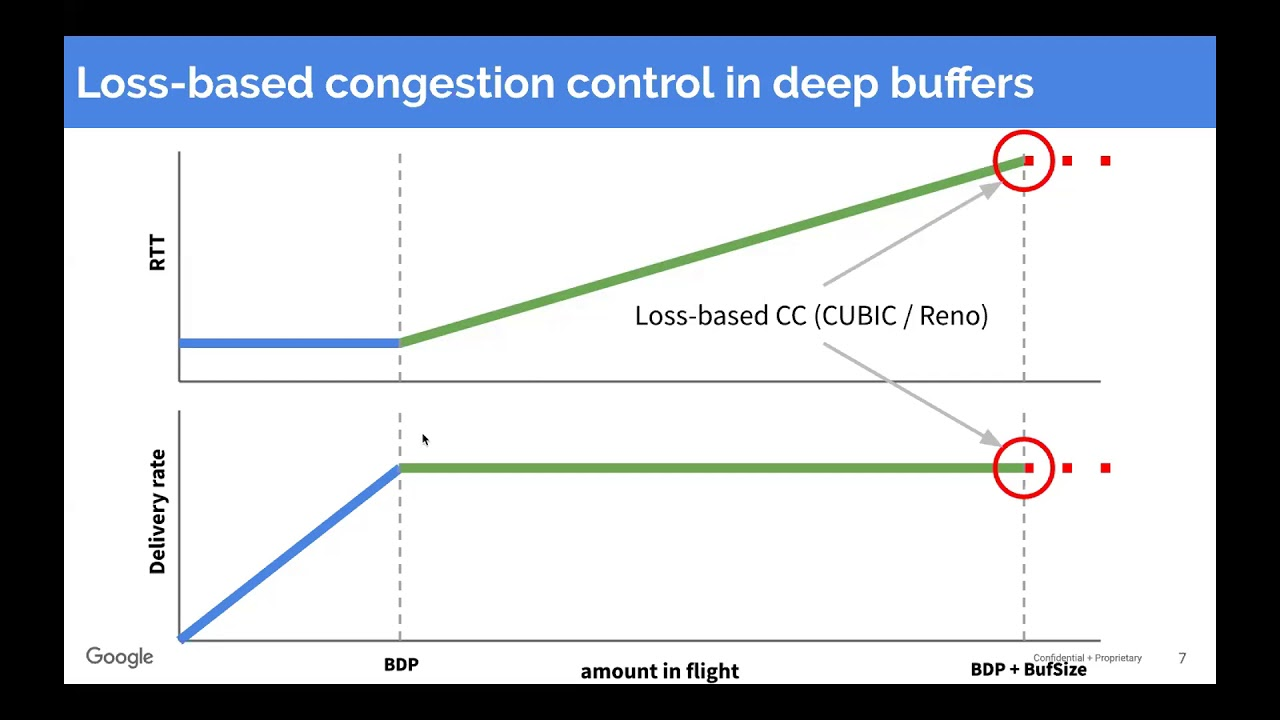 Loss-based congestion control in deep buffers
RTT
Loss-based CC (CUBIC / Reno)
Delivery rate
Google
BDP
amount in flight
BDP + BufSize
Confidential + Proprietary
7